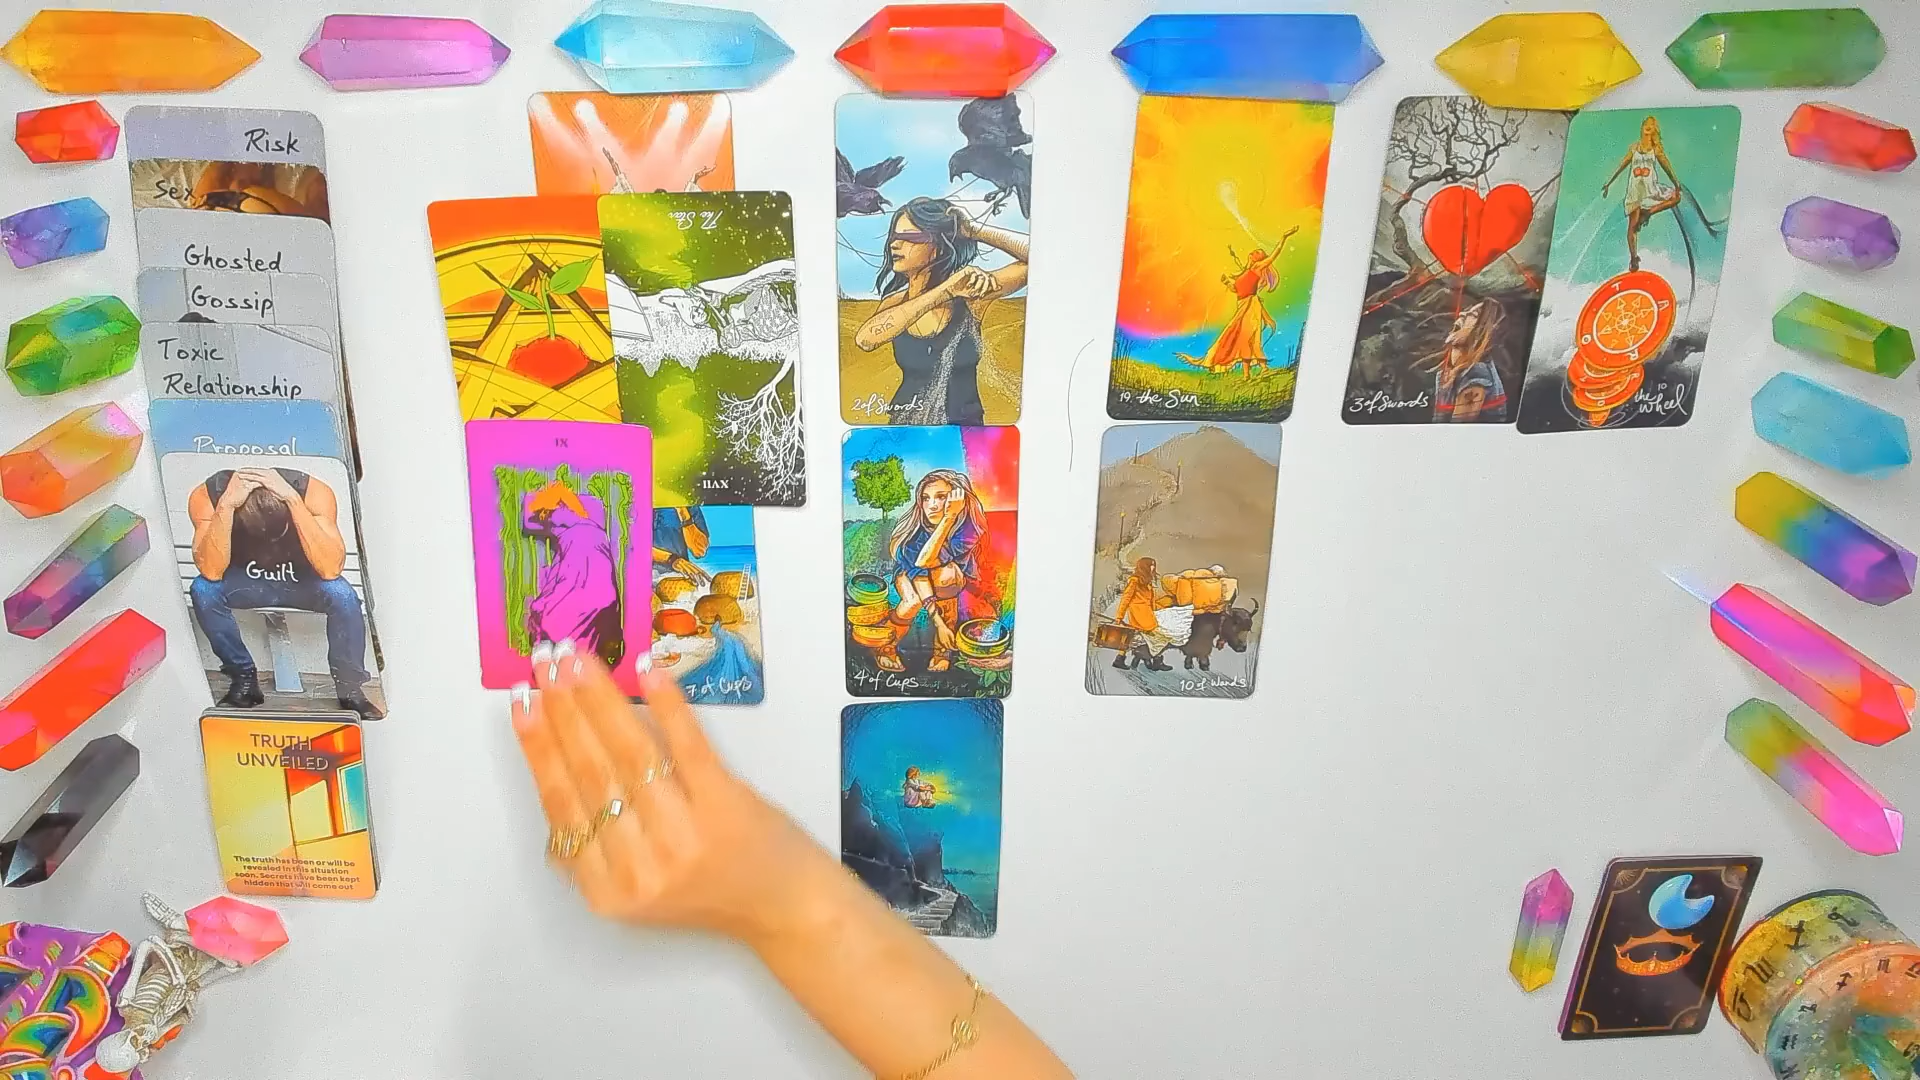 Risk
Sex
Ghosted
Gossip
Toxic
Relationship
Proposal
Guilt
TRUTH
UNVEILED
The truth has been or will be
revealed in this situation
soon. Secrets have been kept
hidden that will come out
The Star
XVII
IX
7 of Cups
2 of Swords
4 of Cups
19. the Sun
10 of Wands
3 of Swords
10
the
Wheel
T
A
R
O